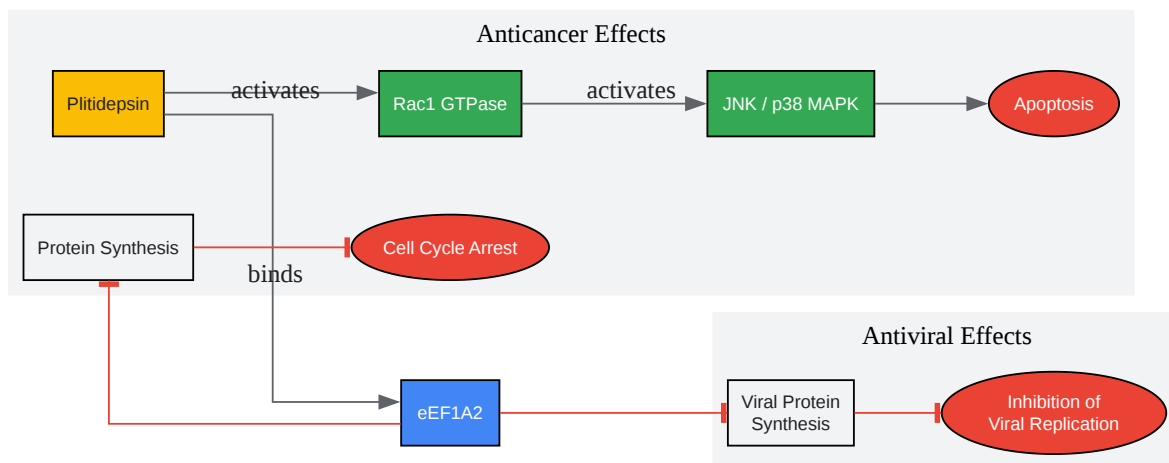 Anticancer Effects
Plitidepsin
activates
Rac1 GTPase
activates
JNK / p38 MAPK
Apoptosis
Protein Synthesis
Cell Cycle Arrest
binds
Antiviral Effects
eEF1A2
Viral Protein
Synthesis
Inhibition of
Viral Replication